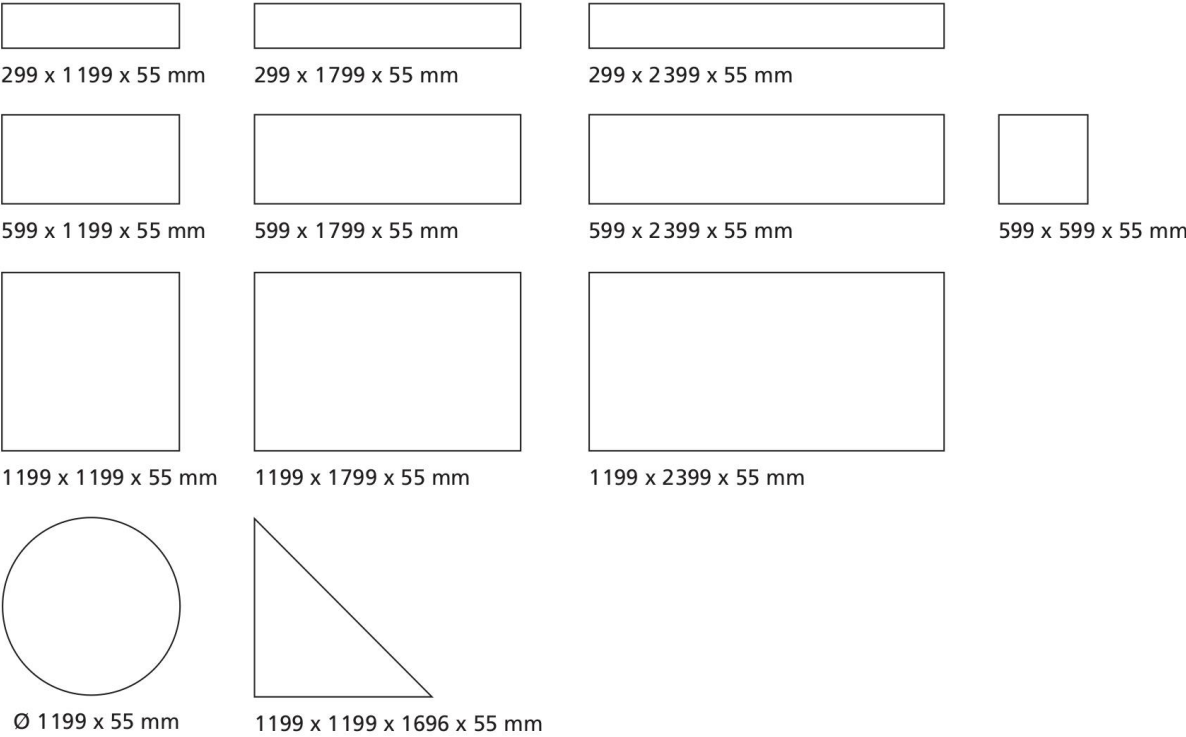 299 x 1199 x 55 mm
299 x 1799 x 55 mm
299 x 2399 x 55 mm
599 x 1199 x 55 mm
599 x 1799 x 55 mm
599 x 2399 x 55 mm
599 x 599 x 55 mm
1199 x 1199 x 55 mm
1199 x 1799 x 55 mm
1199 x 2399 x 55 mm
Ø 1199 x 55 mm
1199 x 1199 x 1696 x 55 mm